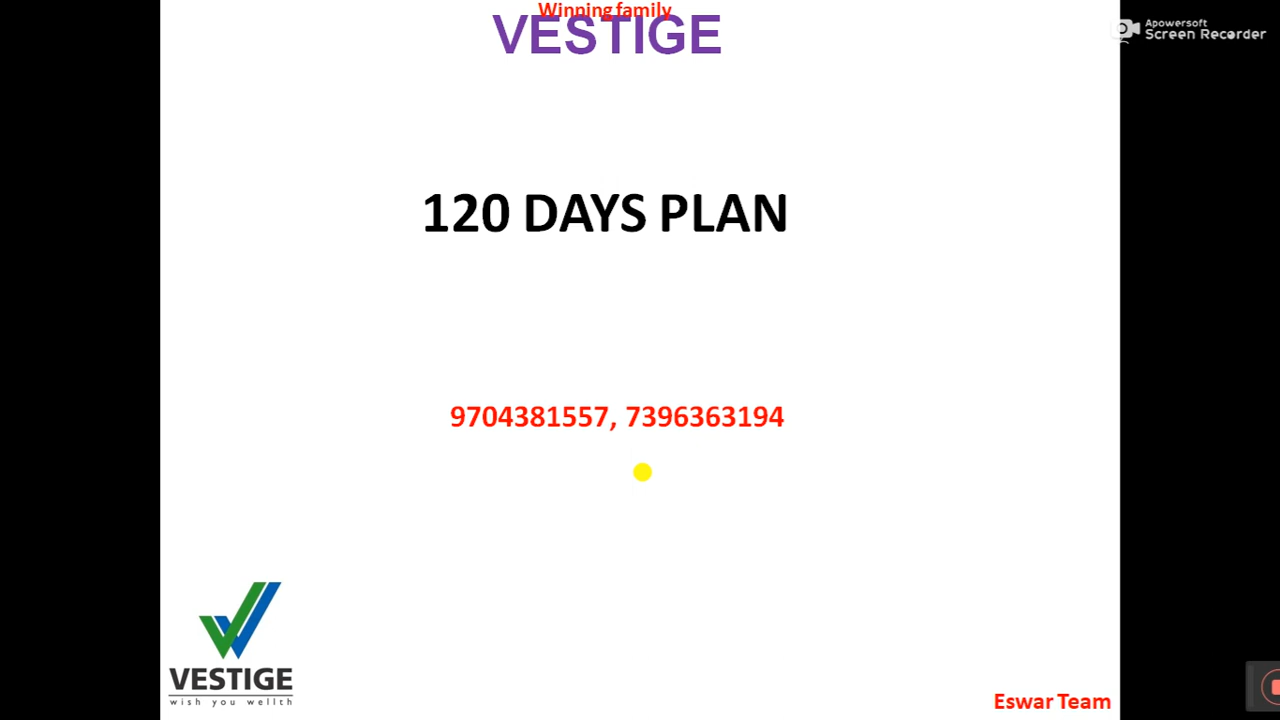 Winning family
VESTIGE
Apowersoft
Screen Recorder
120 DAYS PLAN
9704381557, 7396363194
VESTIGE
wish you wellth
Eswar Team